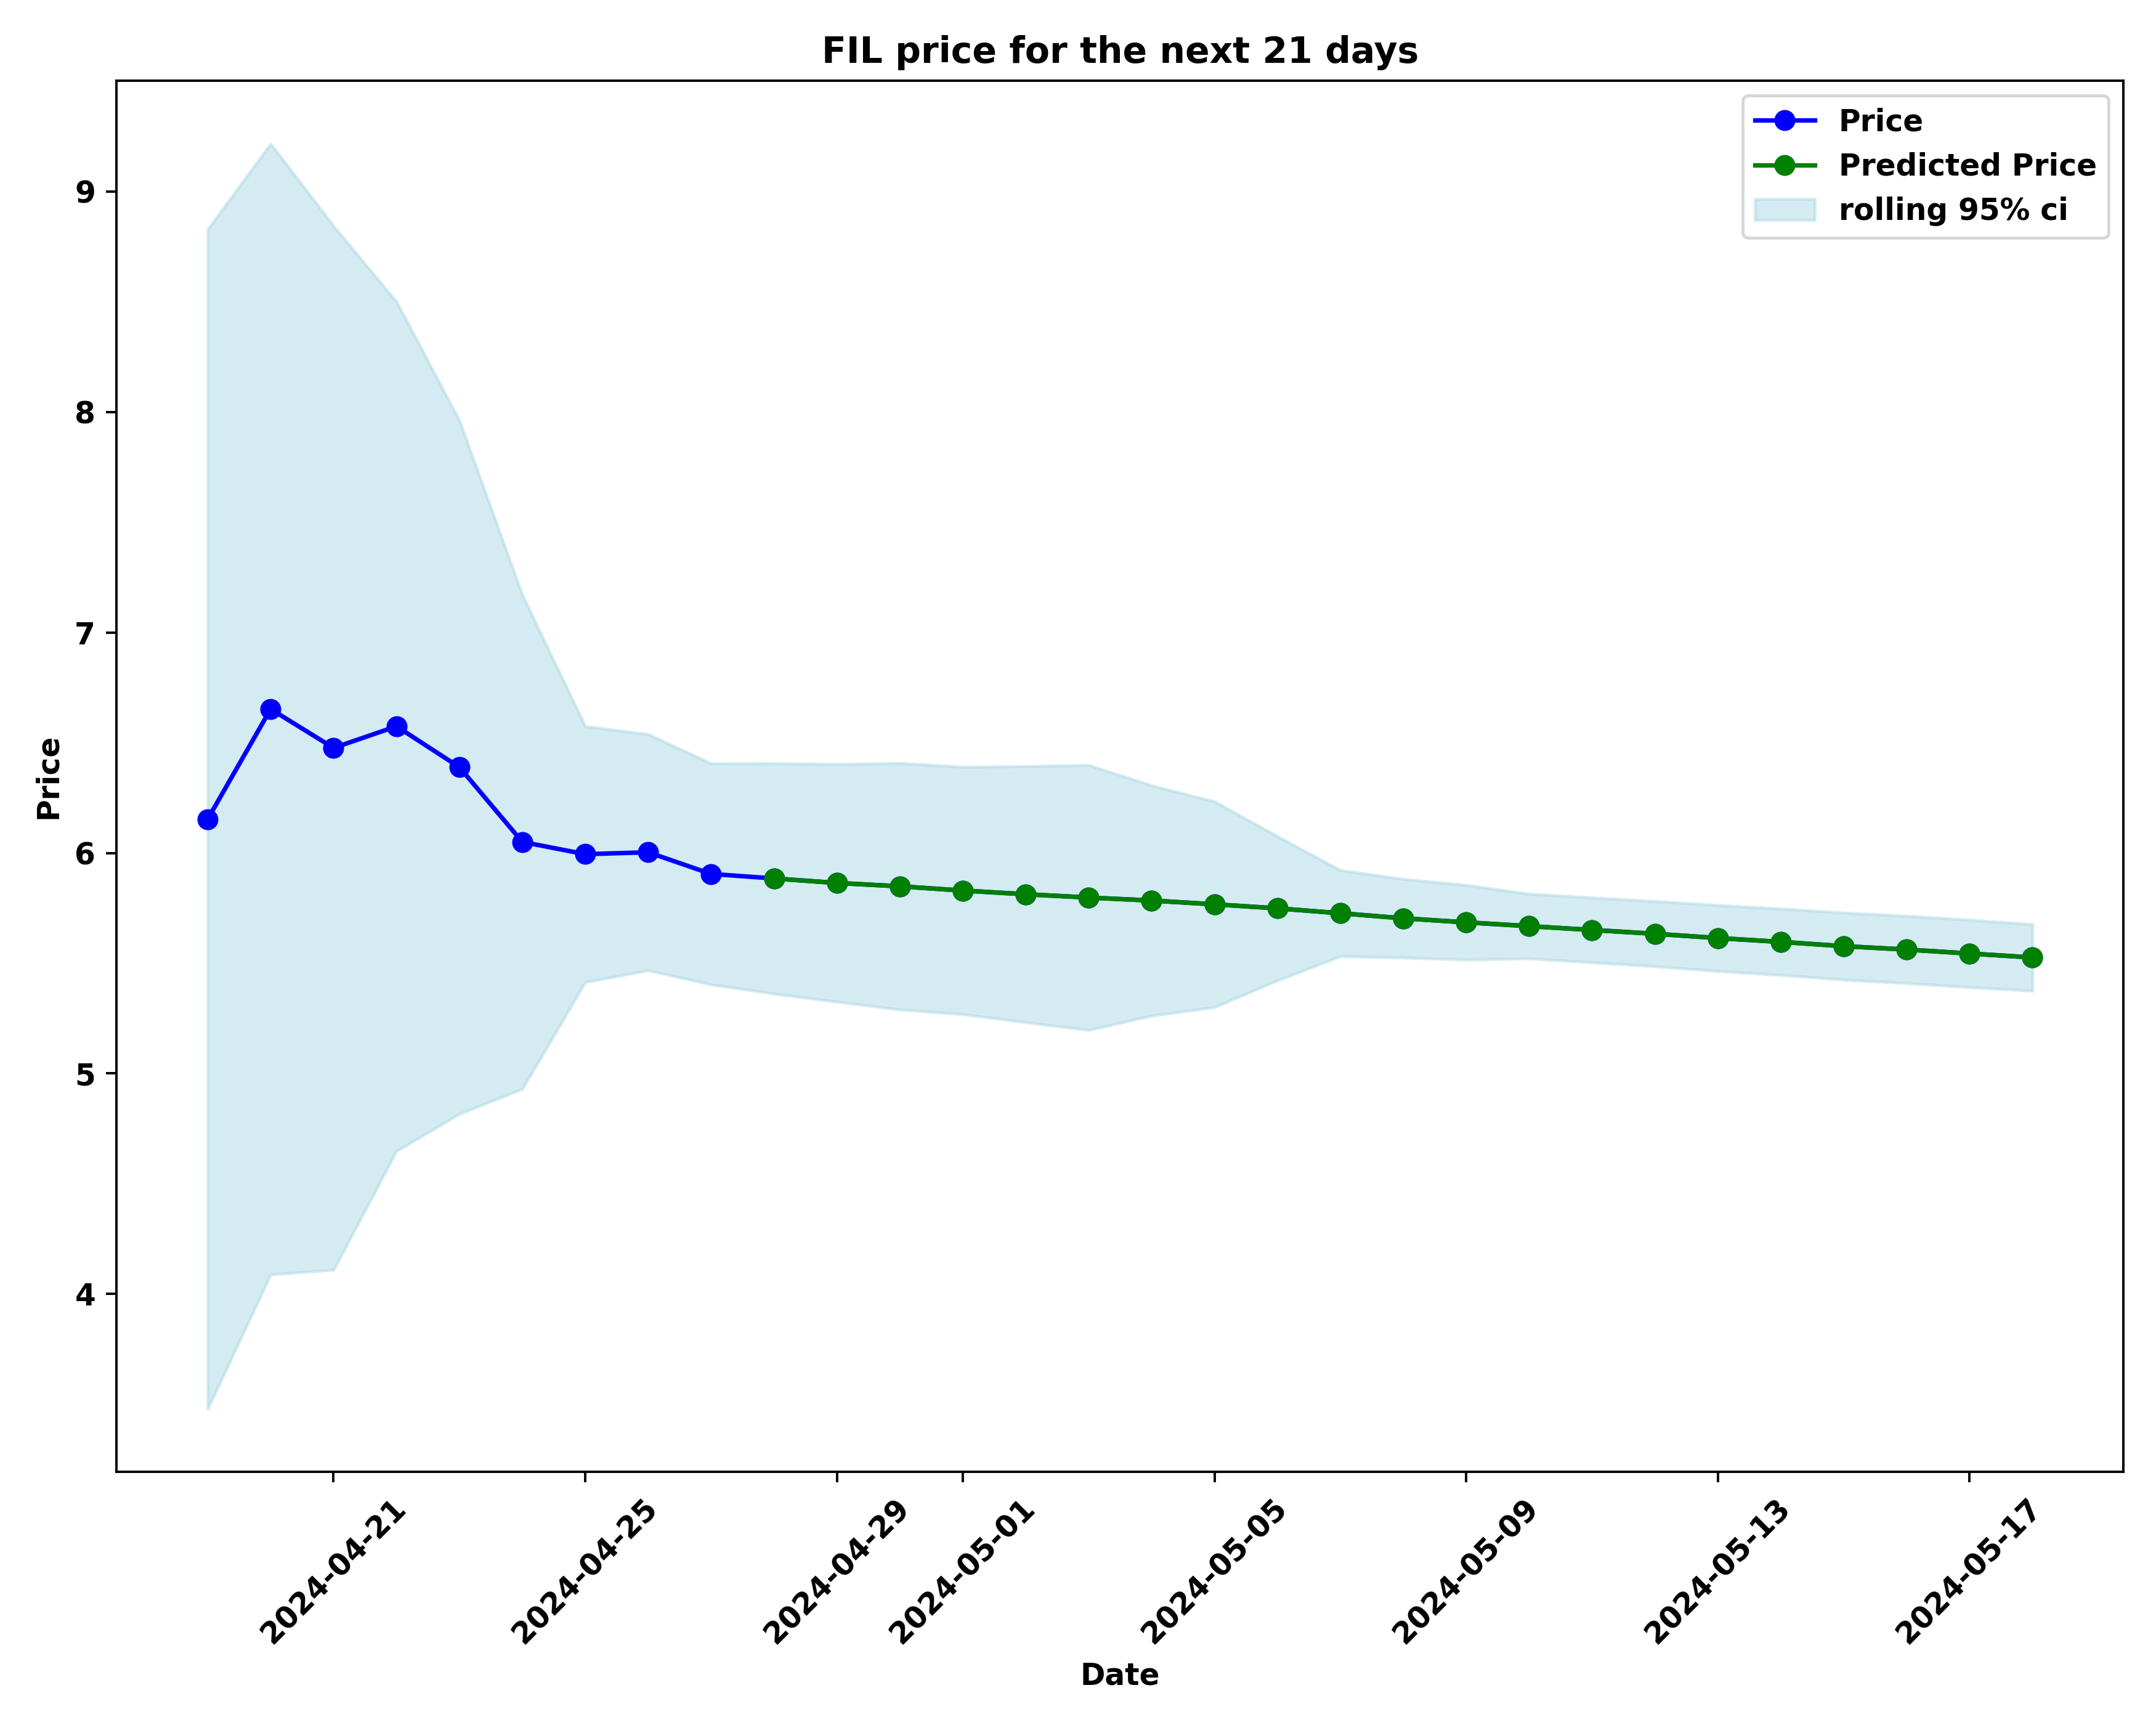 FIL price for the next 21 days
Price
Predicted Price
rolling 95% ci
9
8
7
6
5
4
Price
2024-04-21
2024-04-25
2024-04-29
2024-05-01
2024-05-05
2024-05-09
2024-05-13
2024-05-17
Date